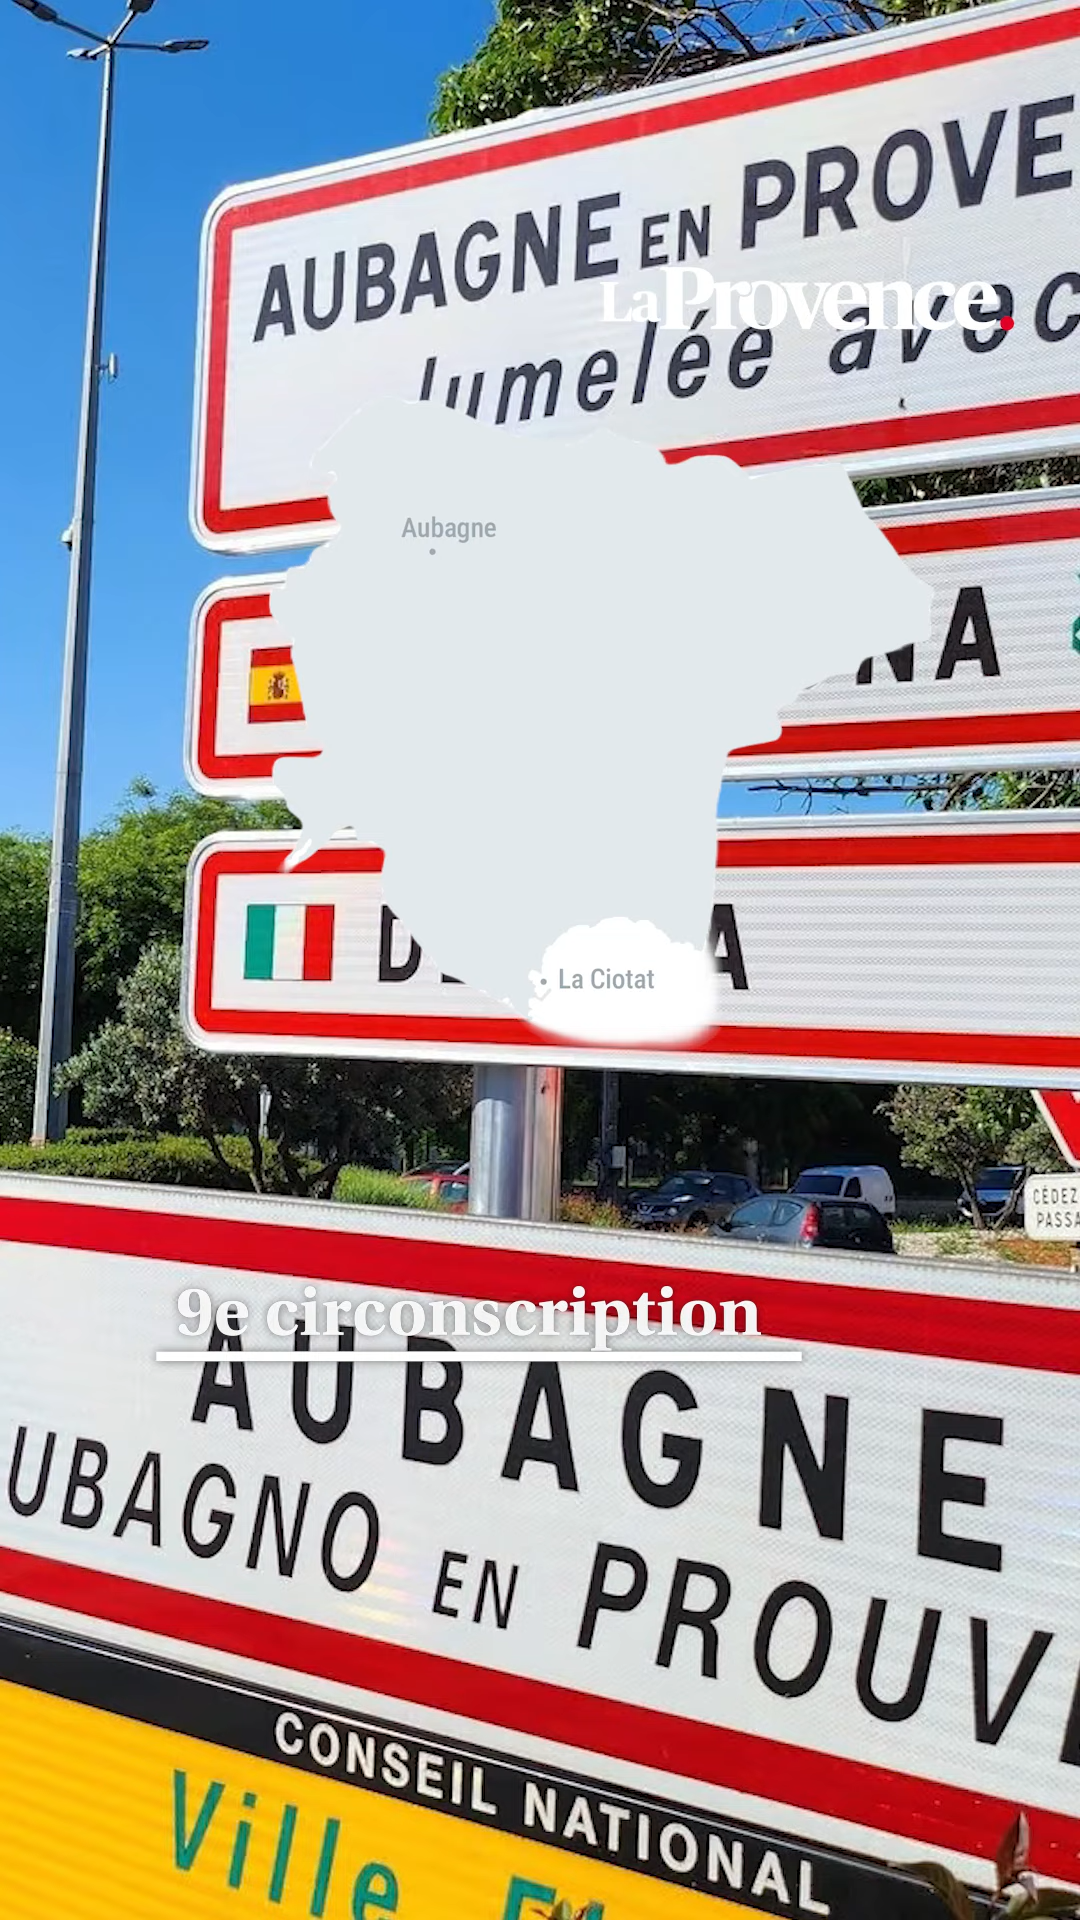 AUBAGNE EN PROVE
Jumelée avec
La Provence.
Aubagne
NA
La Ciotat
A
CÉDEZ
PASSA
9e circonscription
AUBAGNE
UBAGNO EN PROUV
CONSEIL NATIONAL
Ville